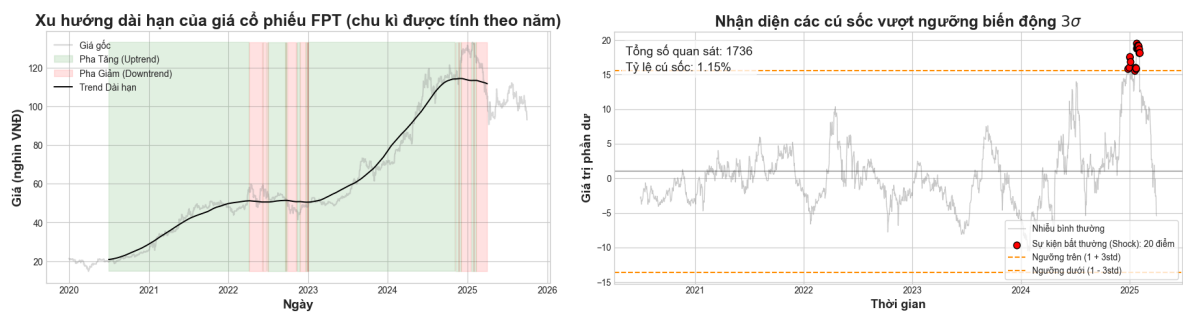 Xu hướng dài hạn của giá cổ phiếu FPT (chu kì được tính theo năm)
Giá gốc
Pha Tăng (Uptrend)
Pha Giảm (Downtrend)
Trend Dài hạn
Giá (nghìn VNĐ)
120
100
80
60
40
20
2020
2021
2022
2023
2024
2025
2026
Ngày
Nhận diện các cú sốc vượt ngưỡng biến động 3σ
Tổng số quan sát: 1736
Tỷ lệ cú sốc: 1.15%
Giá trị phần dư
20
15
10
5
0
−5
−10
−15
Nhiễu bình thường
Sự kiện bất thường (Shock): 20 điểm
Ngưỡng trên (1 + 3std)
Ngưỡng dưới (1 - 3std)
2021
2022
2023
2024
2025
Thời gian